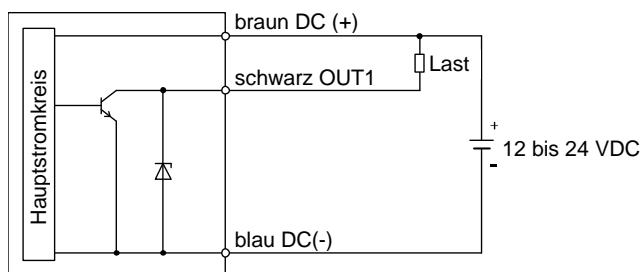 braun DC (+)
schwarz OUT1
Last
Hauptstromkreis
+
12 bis 24 VDC
-
blau DC(-)